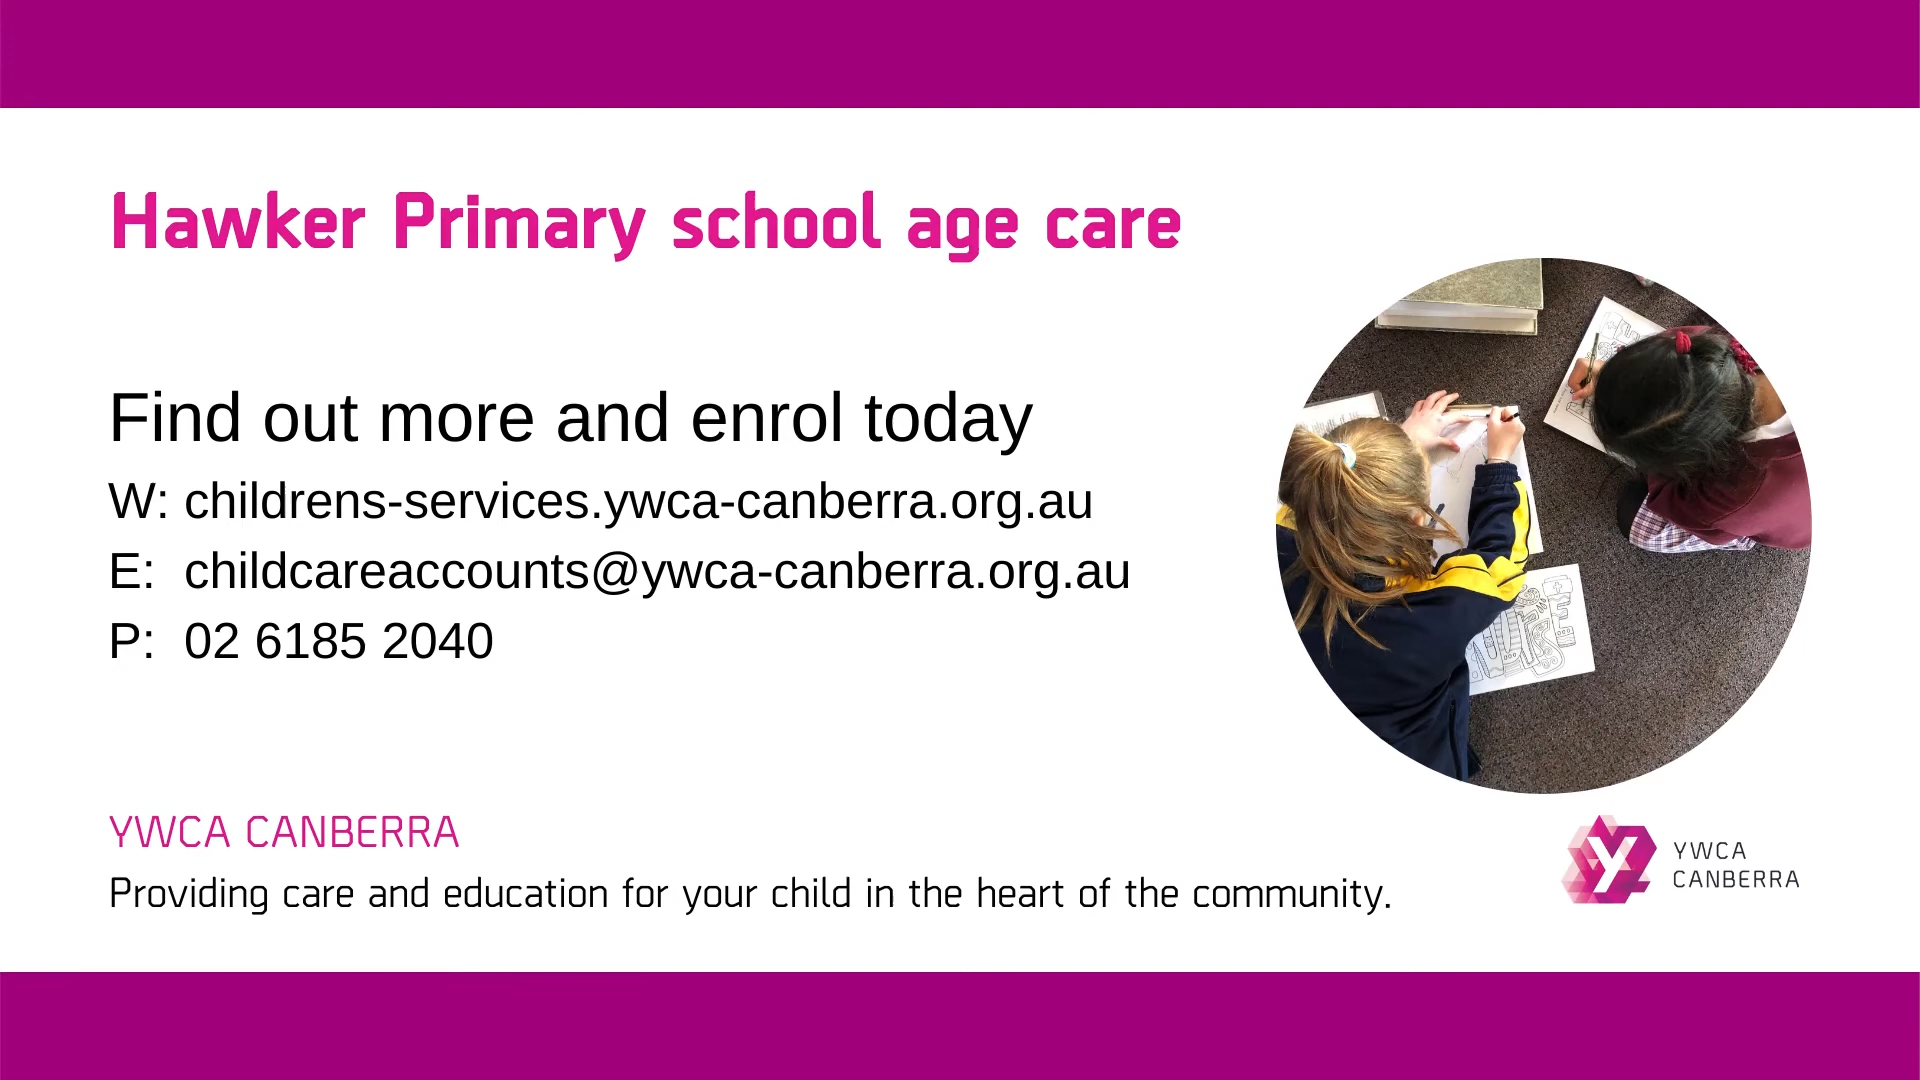 Hawker Primary school age care
Find out more and enrol today
W: childrens-services.ywca-canberra.org.au
E: childcareaccounts@ywca-canberra.org.au
P: 02 6185 2040
YWCA CANBERRA
Providing care and education for your child in the heart of the community.
Y
YWCA
CANBERRA